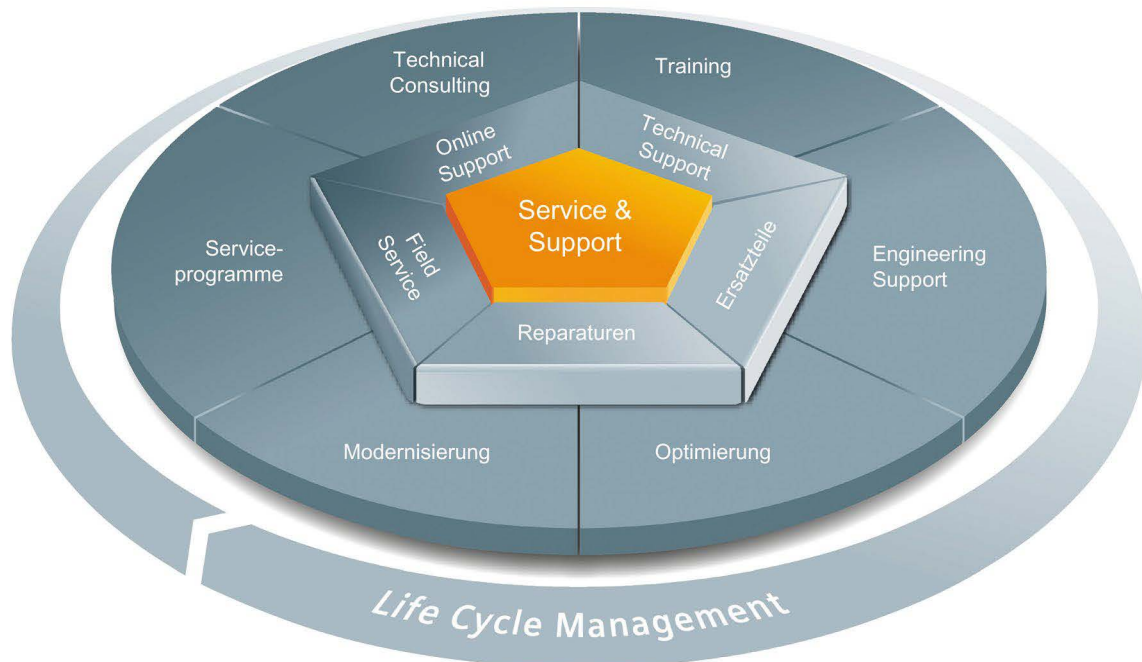 Technical
Consulting
Training
Online
Support
Technical
Support
Service &
Support
Field
Service
Ersatzteile
Service-
programme
Engineering
Support
Reparaturen
Modernisierung
Optimierung
Life Cycle Management